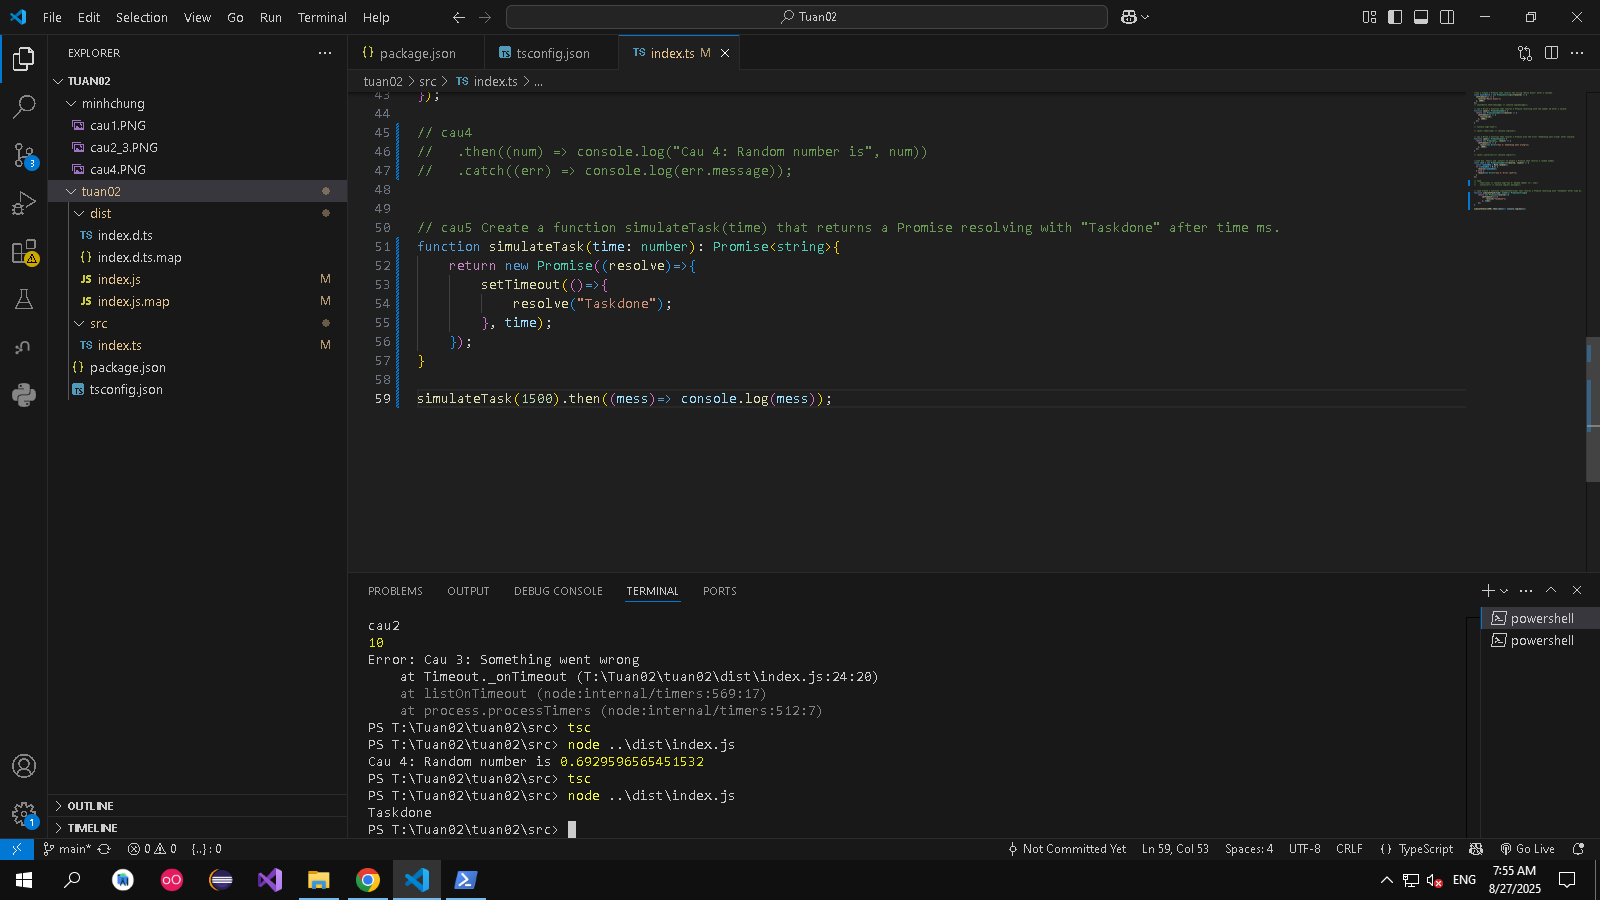 File Edit Selection View Go Run Terminal Help
Tuan02
EXPLORER
TUAN02
minhchung
cau1.PNG
cau2_3.PNG
cau4.PNG
tuan02
dist
TS index.d.ts
{} index.d.ts.map
JS index.js M
JS index.js.map M
src
TS index.ts M
{} package.json
TS tsconfig.json
OUTLINE
TIMELINE
3
1
{} package.json
TS tsconfig.json
TS index.ts M
tuan02 > src > TS index.ts > ...
43 });
44
45 // cau4
46 //   .then((num) => console.log("Cau 4: Random number is", num))
47 //   .catch((err) => console.log(err.message));
48
49
50 // cau5 Create a function simulateTask(time) that returns a Promise resolving with "Taskdone" after time ms.
51 function simulateTask(time: number): Promise<string>{
52     return new Promise((resolve)=>{
53         setTimeout(()=>{
54             resolve("Taskdone");
55         }, time);
56     });
57 }
58
59 simulateTask(1500).then((mess)=> console.log(mess));
PROBLEMS OUTPUT DEBUG CONSOLE TERMINAL PORTS
powershell
powershell
cau2
10
Error: Cau 3: Something went wrong
    at Timeout._onTimeout (T:\Tuan02\tuan02\dist\index.js:24:20)
    at listOnTimeout (node:internal/timers:569:17)
    at process.processTimers (node:internal/timers:512:7)
PS T:\Tuan02\tuan02\src> tsc
PS T:\Tuan02\tuan02\src> node ..\dist\index.js
Cau 4: Random number is 0.6929596565451532
PS T:\Tuan02\tuan02\src> tsc
PS T:\Tuan02\tuan02\src> node ..\dist\index.js
Taskdone
PS T:\Tuan02\tuan02\src>
main* 0 0 {..} : 0 Not Committed Yet Ln 59, Col 53 Spaces: 4 UTF-8 CRLF {} TypeScript Go Live
ENG 7:55 AM
8/27/2025